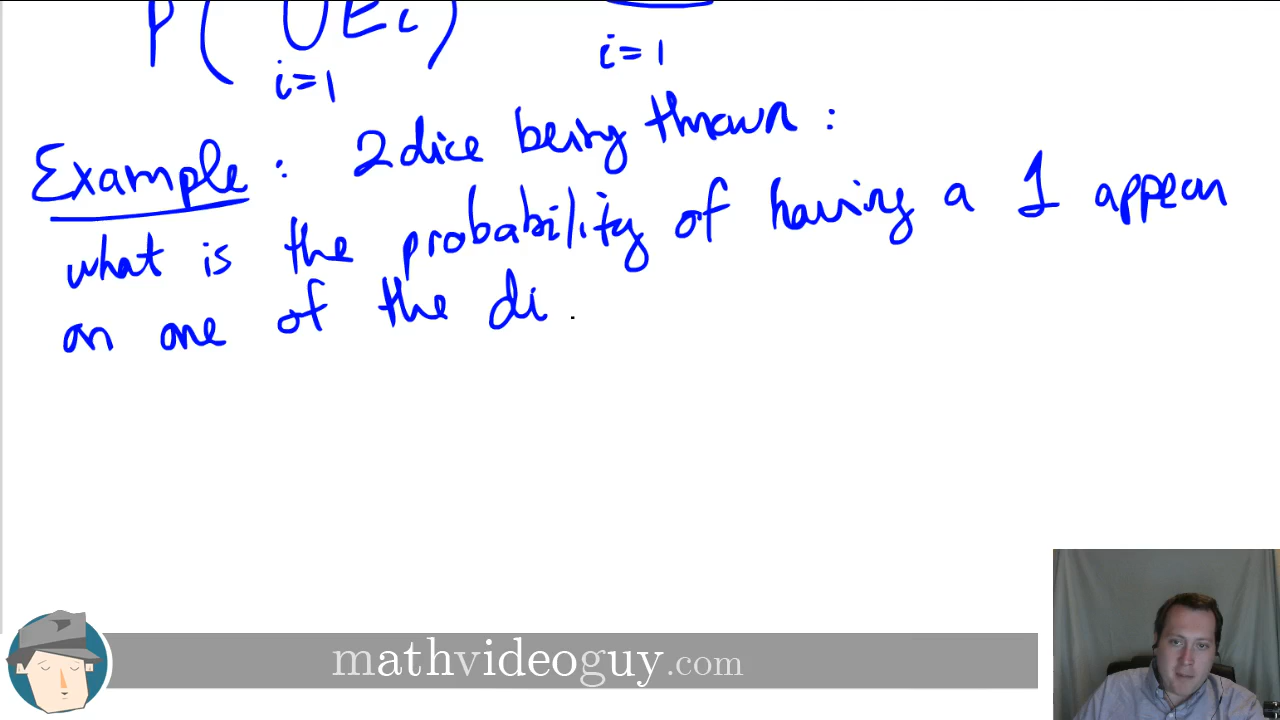 P( ∪Ei )
i=1
i=1
Example: 2 dice being thrown:
what is the probability of having a 1 appear
on one of the di
mathvideoguy.com